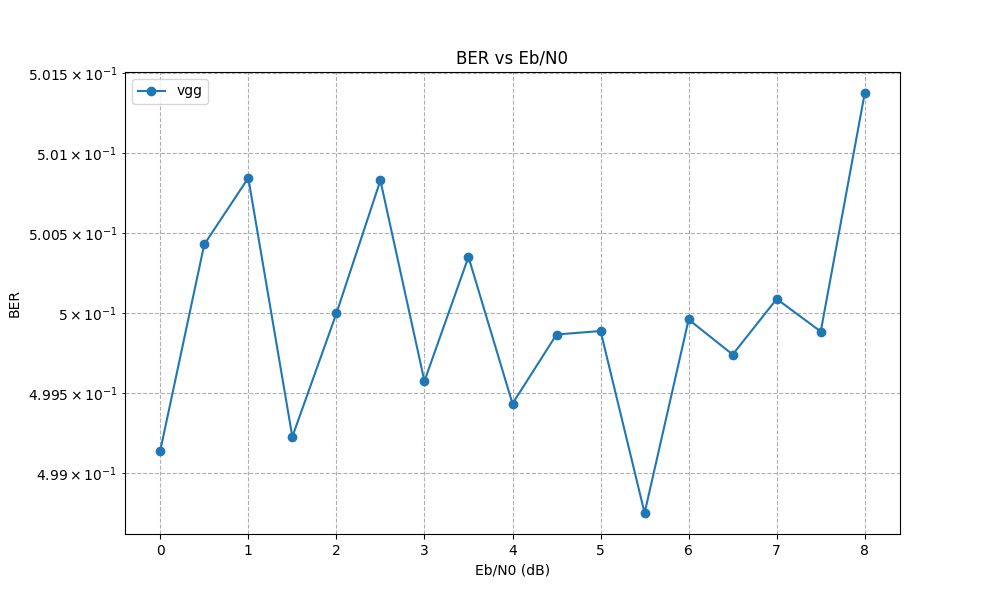 BER vs Eb/N0
vgg
5.015 × 10⁻¹
5.01 × 10⁻¹
5.005 × 10⁻¹
5 × 10⁻¹
4.995 × 10⁻¹
4.99 × 10⁻¹
BER
0 1 2 3 4 5 6 7 8
Eb/N0 (dB)